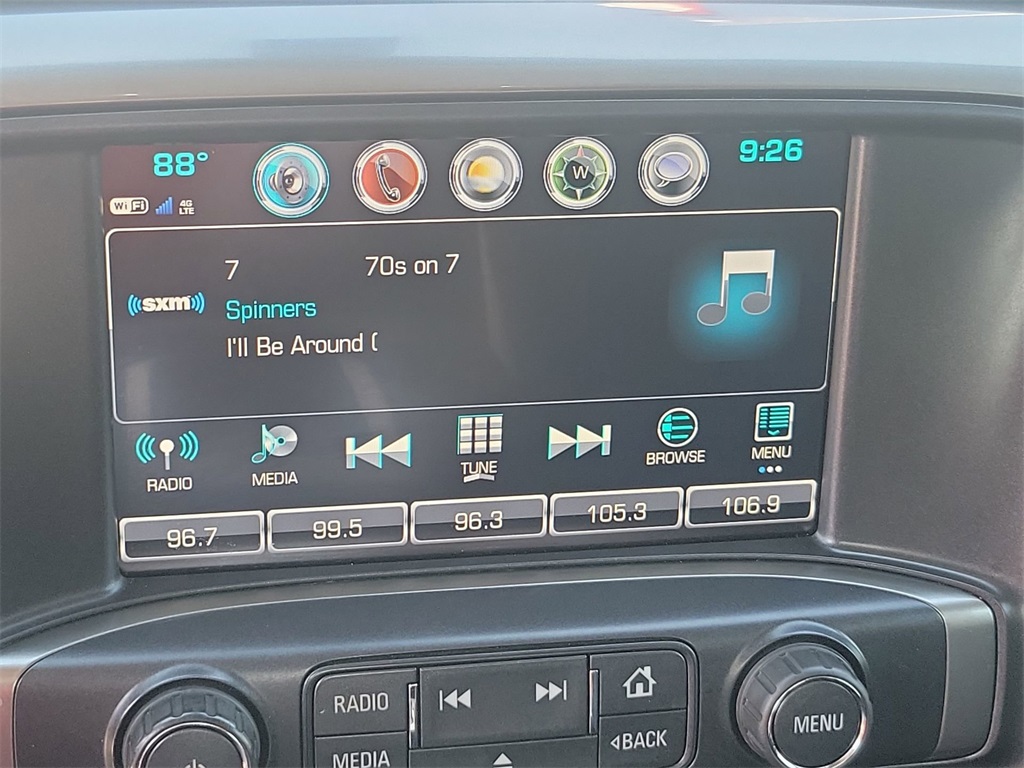 88°
9:26
W
WiFi
4G
LTE
7 70s on 7
sxm
Spinners
I'll Be Around (
RADIO
MEDIA
TUNE
BROWSE
MENU
96.7
99.5
96.3
105.3
106.9
RADIO
MEDIA
BACK
MENU